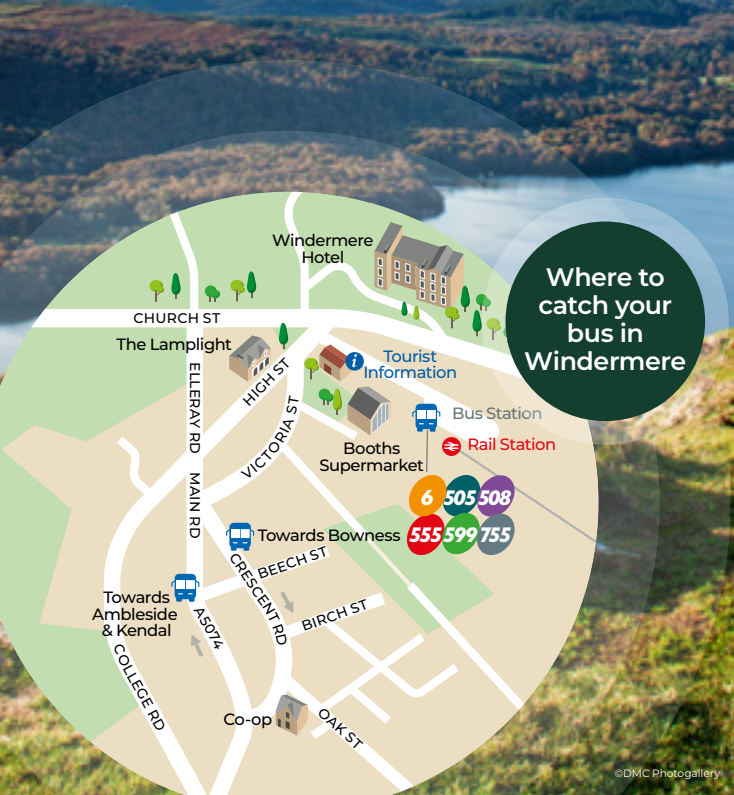 Where to
catch your
bus in
Windermere
Windermere
Hotel
CHURCH ST
The Lamplight
HIGH ST
i
Tourist
Information
ELLERAY RD
VICTORIA ST
Bus Station
Rail Station
Booths
Supermarket
6 505 508
555 599 755
MAIN RD
Towards Bowness
BEECH ST
CRESCENT RD
BIRCH ST
Towards
Ambleside
& Kendal
A5074
COLLEGE RD
Co-op
OAK ST
©DMC Photogallery